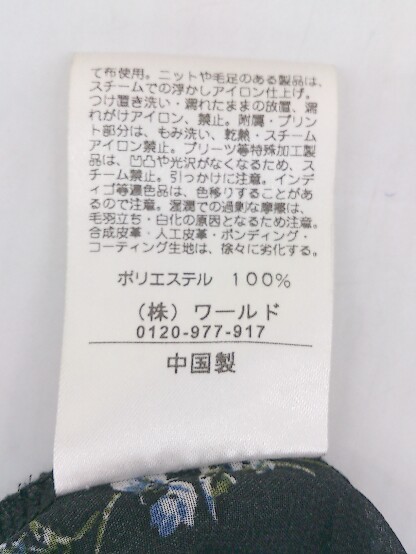 て布使用。ニットや毛足のある製品は、
スチームでの浮かしアイロン仕上げ。
つけ置き洗い・濡れたままの放置、濡
れがけアイロン、禁止。附属・プリン
ト部分は、もみ洗い、乾熱・スチーム
アイロン禁止。プリーツ等特殊加工製
品は、凹凸や光沢がなくなるため、ス
チーム禁止。引っかけに注意。インデ
ィゴ等濃色品は、色移りすることがあ
るので注意。湿潤での過剰な摩擦は、
毛羽立ち・白化の原因となるため注意。
合成皮革・人工皮革・ボンディング・
コーティング生地は、徐々に劣化する。
ポリエステル 100%
(株) ワールド
0120-977-917
中国製